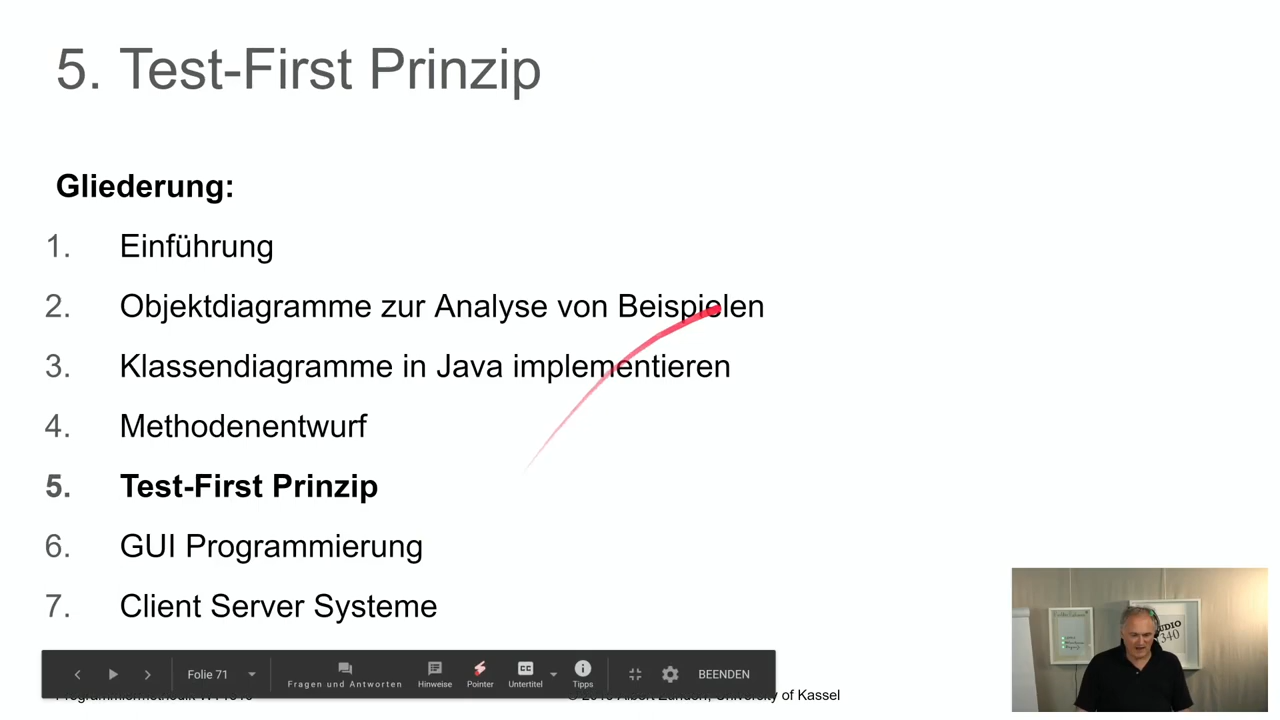 5. Test-First Prinzip
Gliederung:
1. Einführung
2. Objektdiagramme zur Analyse von Beispielen
3. Klassendiagramme in Java implementieren
4. Methodenentwurf
5. Test-First Prinzip
6. GUI Programmierung
7. Client Server Systeme
Folie 71
Fragen und Antworten
Hinweise
Pointer
CC
Untertitel
Tipps
BEENDEN
University of Kassel
340